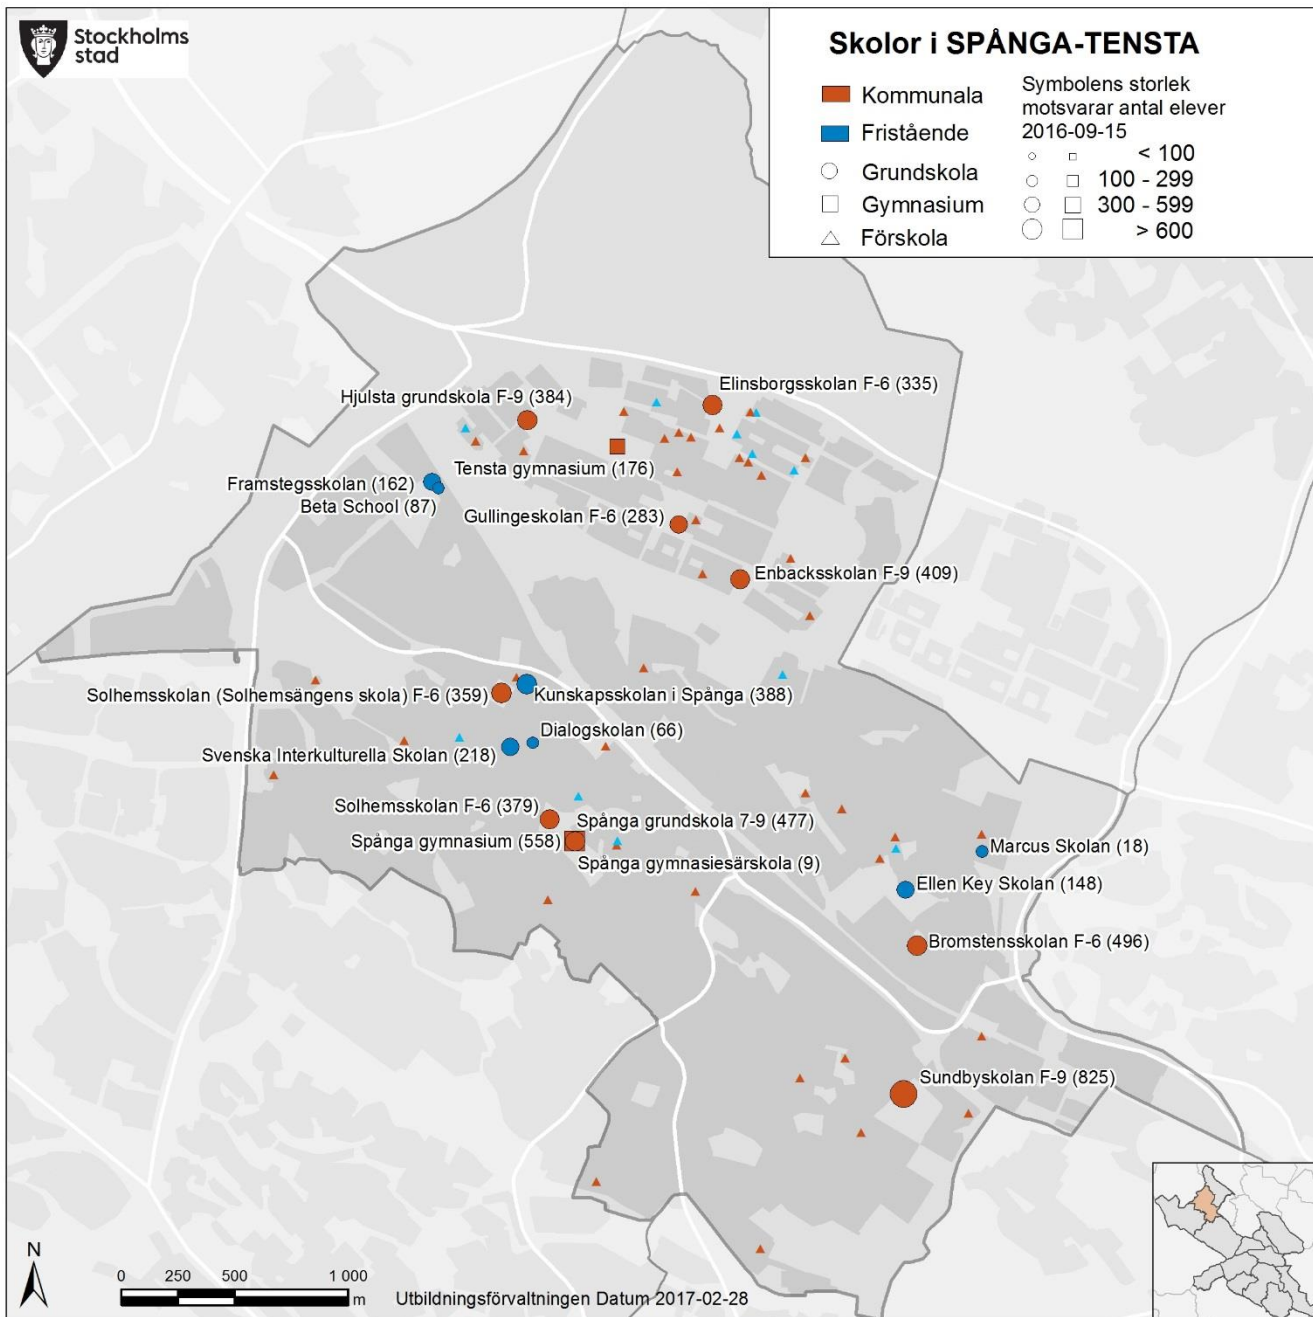 Stockholms
stad
Skolor i SPÅNGA-TENSTA
Kommunala
Fristående
Grundskola
Gymnasium
Förskola
Symbolens storlek
motsvarar antal elever
2016-09-15
< 100
100 - 299
300 - 599
> 600
Elinsborgsskolan F-6 (335)
Hjulsta grundskola F-9 (384)
Tensta gymnasium (176)
Framstegsskolan (162)
Beta School (87)
Gullingeskolan F-6 (283)
Enbacksskolan F-9 (409)
Solhemsskolan (Solhemsängens skola) F-6 (359)
Kunskapsskolan i Spånga (388)
Dialogskolan (66)
Svenska Interkulturella Skolan (218)
Solhemsskolan F-6 (379)
Spånga grundskola 7-9 (477)
Spånga gymnasium (558)
Spånga gymnasiesärskola (9)
Marcus Skolan (18)
Ellen Key Skolan (148)
Bromstensskolan F-6 (496)
Sundbyskolan F-9 (825)
N
0 250 500 1 000
m
Utbildningsförvaltningen Datum 2017-02-28